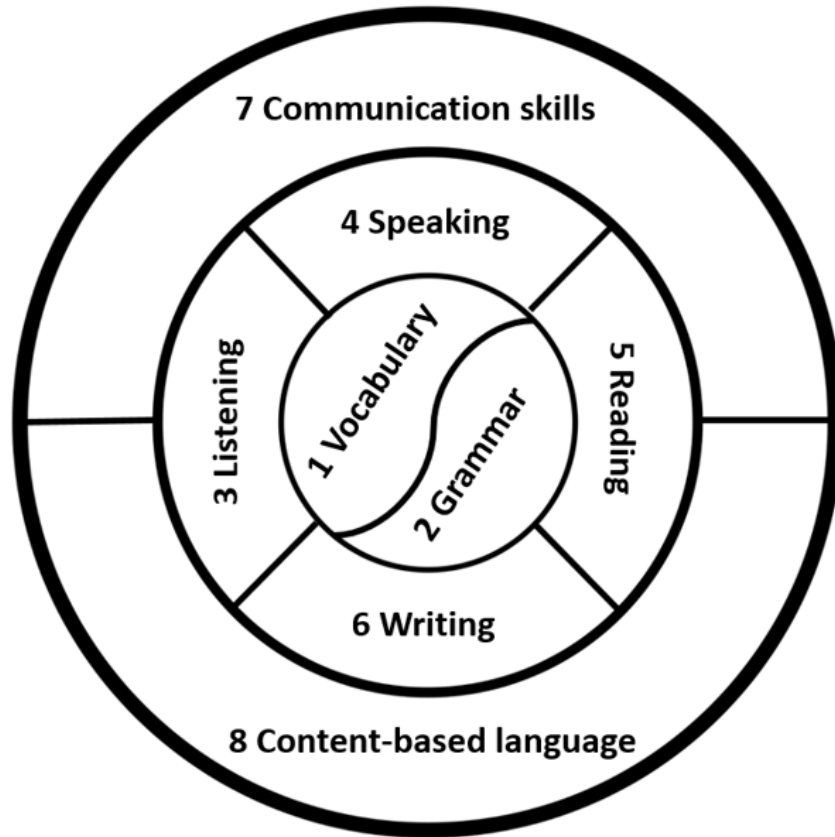 7 Communication skills
4 Speaking
1 Vocabulary
2 Grammar
3 Listening
5 Reading
6 Writing
8 Content-based language